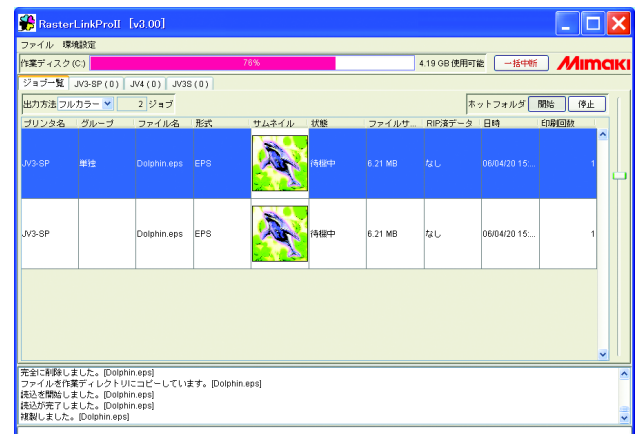 RasterLinkProII [v3.00]
ファイル 環境設定
作業ディスク(C:) 76% 4.19 GB 使用可能 一括中断 Mimaki
ジョブ一覧 JV3-SP ( 0 ) JV4 ( 0 ) JV3S ( 0 )
出力方法 フルカラー 2 ジョブ ホットフォルダ 開始 停止
プリンタ名 グループ ファイル名 形式 サムネイル 状態 ファイルサ... RIP済データ 日時 印刷回数
JV3-SP 単独 Dolphin.eps EPS 待機中 6.21 MB なし 06/04/20 15:... 1
JV3-SP Dolphin.eps EPS 待機中 6.21 MB なし 06/04/20 15:... 1
完全に削除しました。[Dolphin.eps]
ファイルを作業ディレクトリにコピーしています。[Dolphin.eps]
読込を開始しました。[Dolphin.eps]
読込が完了しました。[Dolphin.eps]
複製しました。[Dolphin.eps]